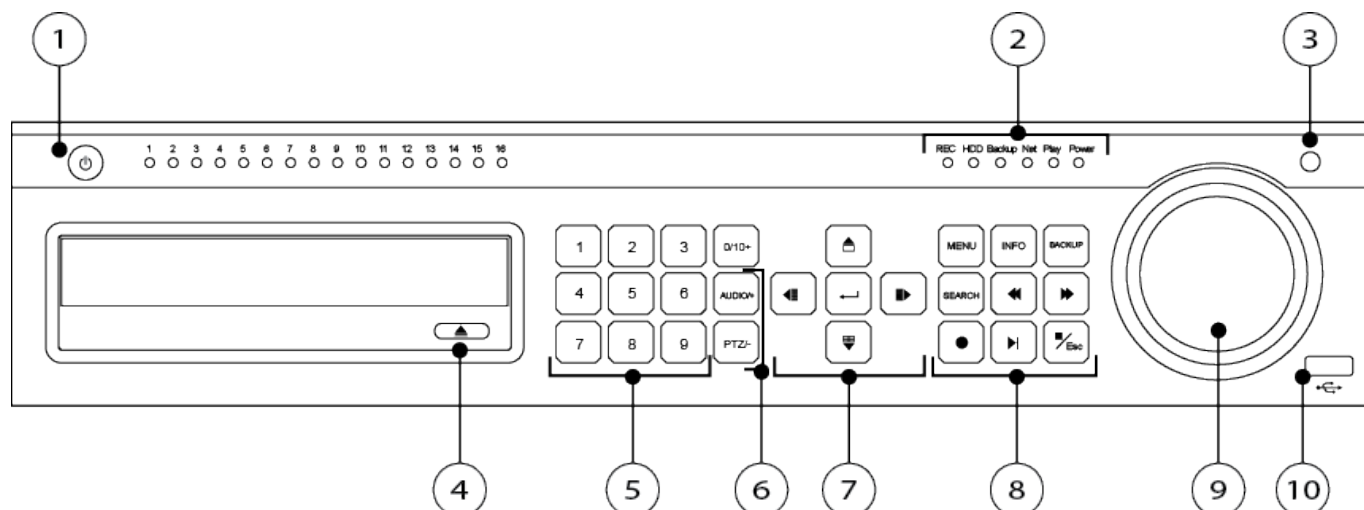 1 2 3
1 2 3 4 5 6 7 8 9 10 11 12 13 14 15 16
REC HDD Backup Net Play Power
1 2 3 0/10+ MENU INFO BACKUP
4 5 6 AUDIO/+ SEARCH
7 8 9 PTZ/- Esc
4 5 6 7 8 9 10